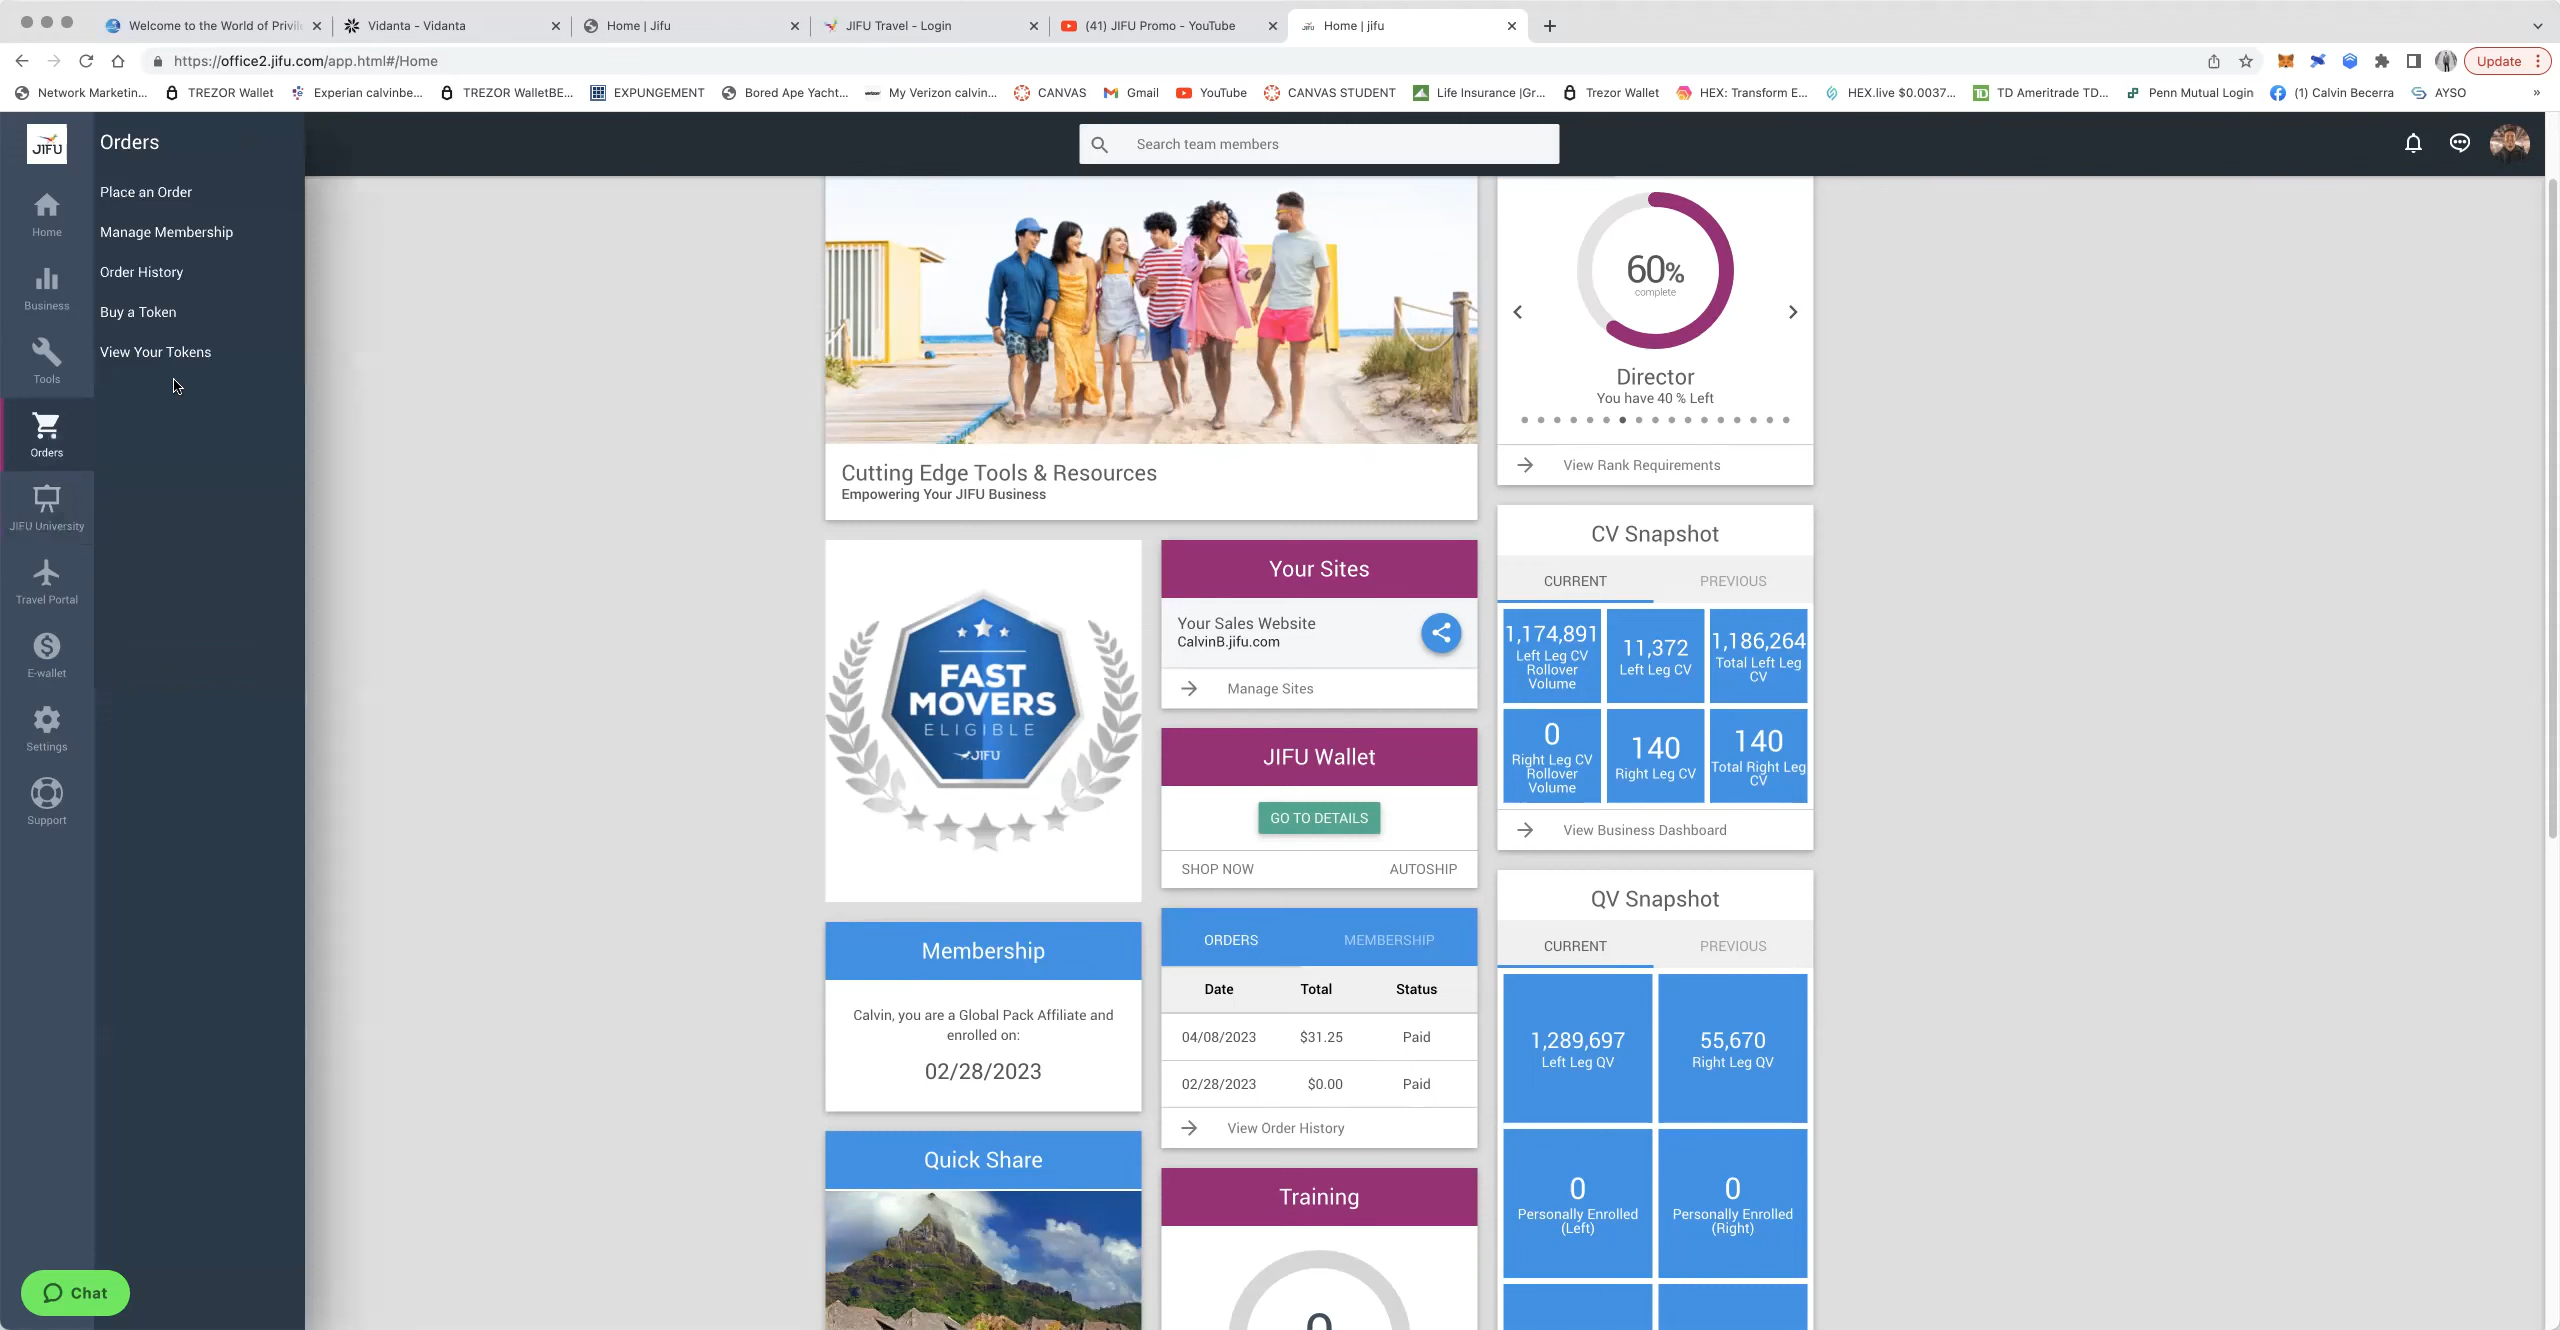 Welcome to the World of Privile
Vidanta - Vidanta
Home | Jifu
JIFU Travel - Login
(41) JIFU Promo - YouTube
Home | jifu
https://office2.jifu.com/app.html#/Home
Update
Network Marketin...
TREZOR Wallet
Experian calvinbe...
TREZOR WalletBE...
EXPUNGEMENT
Bored Ape Yacht...
My Verizon calvin...
CANVAS
Gmail
YouTube
CANVAS STUDENT
Life Insurance |Gr...
Trezor Wallet
HEX: Transform E...
HEX.live $0.0037...
TD Ameritrade TD...
Penn Mutual Login
(1) Calvin Becerra
AYSO
»
JIFU
Orders
Search team members
Home
Business
Tools
Orders
JIFU University
Travel Portal
E-wallet
Settings
Support
Place an Order
Manage Membership
Order History
Buy a Token
View Your Tokens
Chat
Cutting Edge Tools & Resources
Empowering Your JIFU Business
FAST
MOVERS
ELIGIBLE
JIFU
Membership
Calvin, you are a Global Pack Affiliate and
enrolled on:
02/28/2023
Quick Share
Your Sites
Your Sales Website
CalvinB.jifu.com
Manage Sites
JIFU Wallet
GO TO DETAILS
SHOP NOW
AUTOSHIP
ORDERS
MEMBERSHIP
Date Total Status
04/08/2023 $31.25 Paid
02/28/2023 $0.00 Paid
View Order History
Training
0
60%
complete
Director
You have 40 % Left
View Rank Requirements
CV Snapshot
CURRENT
PREVIOUS
1,174,891
Left Leg CV
Rollover
Volume
11,372
Left Leg CV
1,186,264
Total Left Leg
CV
0
Right Leg CV
Rollover
Volume
140
Right Leg CV
140
Total Right Leg
CV
View Business Dashboard
QV Snapshot
CURRENT
PREVIOUS
1,289,697
Left Leg QV
55,670
Right Leg QV
0
Personally Enrolled
(Left)
0
Personally Enrolled
(Right)